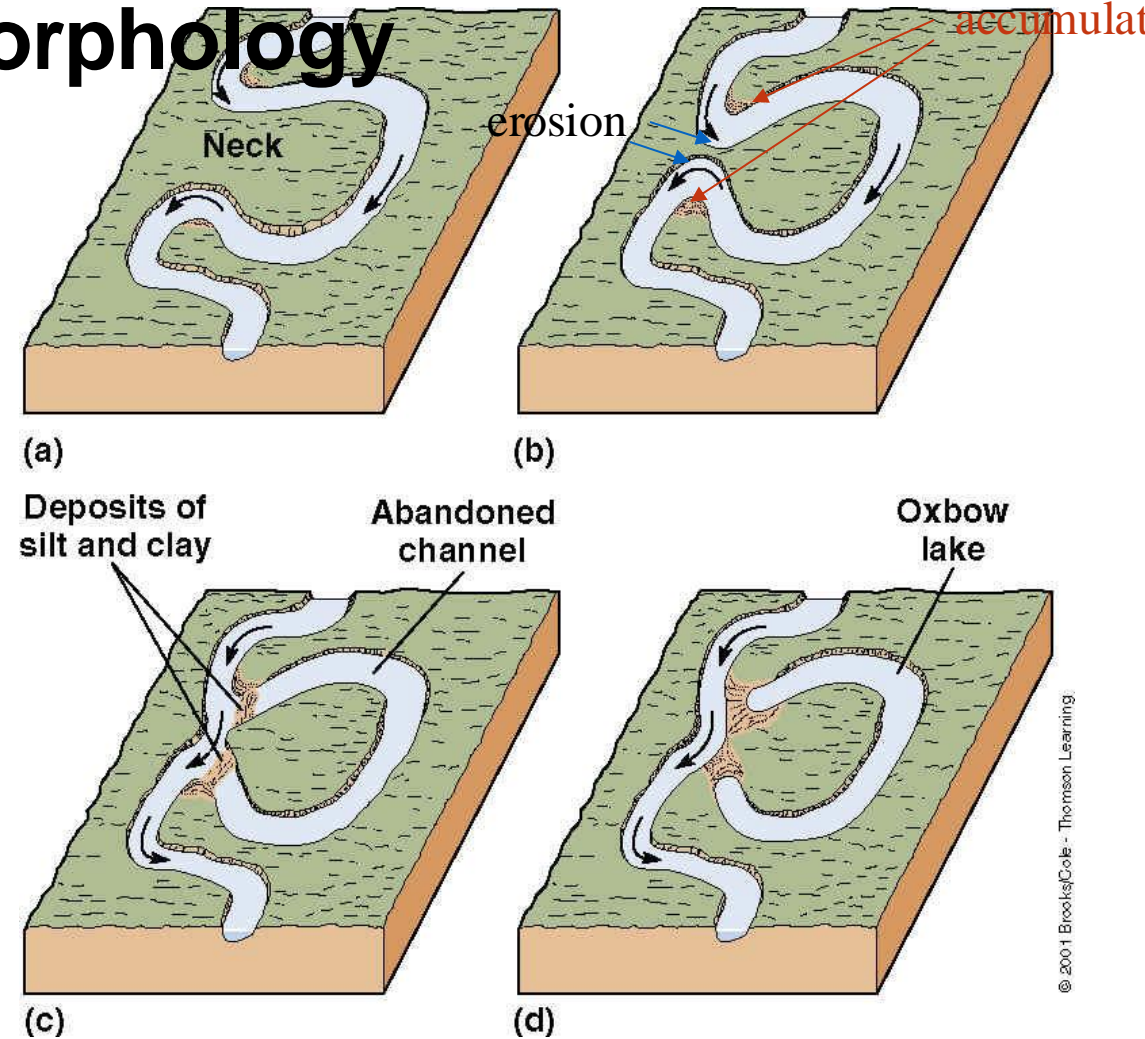 orphology
accumulat
erosion
Neck
(a)
(b)
Deposits of
silt and clay
Abandoned
channel
Oxbow
lake
(c)
(d)
© 2001 Brooks/Cole - Thomson Learning